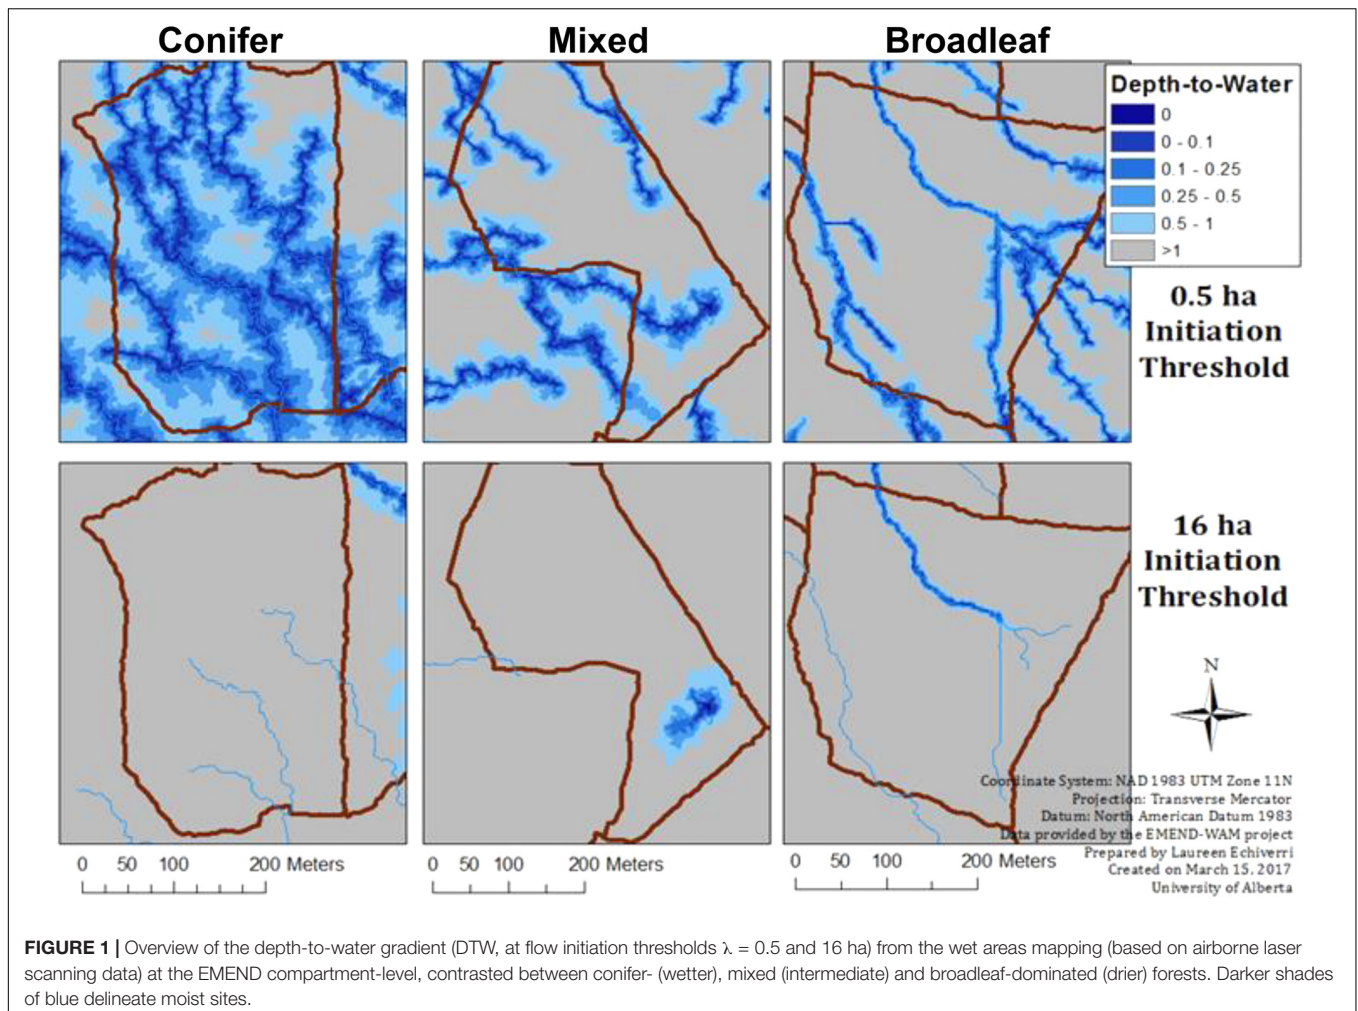 Conifer
Mixed
Broadleaf
Depth-to-Water
0
0 - 0.1
0.1 - 0.25
0.25 - 0.5
0.5 - 1
>1
0.5 ha
Initiation
Threshold
16 ha
Initiation
Threshold
N
Coordinate System: NAD 1983 UTM Zone 11N
Projection: Transverse Mercator
Datum: North American Datum 1983
Data provided by the EMEND-WAM project
Prepared by Laureen Echiverri
Created on March 15, 2017
University of Alberta
0 50 100 200 Meters
0 50 100 200 Meters
0 50 100 200 Meters
FIGURE 1 | Overview of the depth-to-water gradient (DTW, at flow initiation thresholds λ = 0.5 and 16 ha) from the wet areas mapping (based on airborne laser
scanning data) at the EMEND compartment-level, contrasted between conifer- (wetter), mixed (intermediate) and broadleaf-dominated (drier) forests. Darker shades
of blue delineate moist sites.